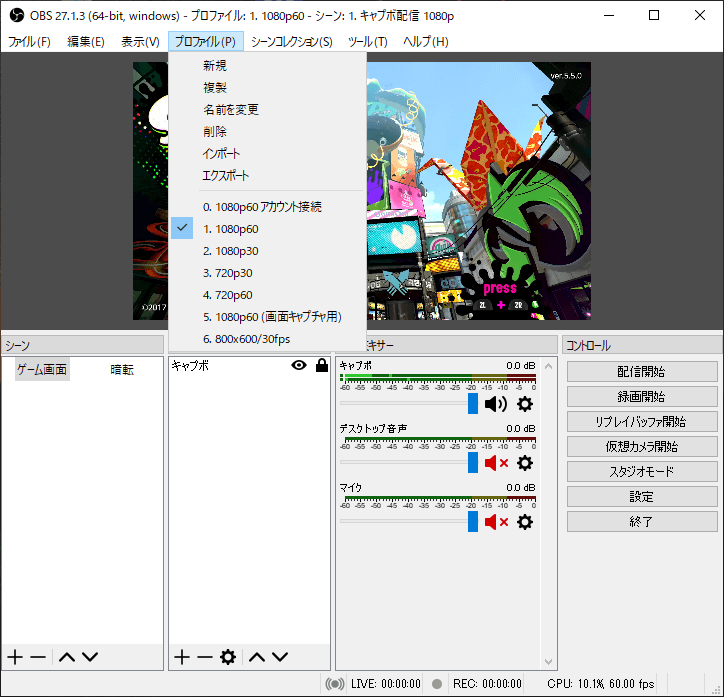 OBS 27.1.3 (64-bit, windows) - プロファイル: 1. 1080p60 - シーン: 1. キャプボ配信 1080p
ファイル(F) 編集(E) 表示(V) プロファイル(P) シーンコレクション(S) ツール(T) ヘルプ(H)
新規
複製
名前を変更
削除
インポート
エクスポート
0. 1080p60 アカウント接続
1. 1080p60
2. 1080p30
3. 720p30
4. 720p60
5. 1080p60 (画面キャプチャ用)
6. 800x600/30fps
ver.5.5.0
press
ZL + ZR
©2017
シーン
ゲーム画面 暗転
キャプボ
ミキサー
キャプボ 0.0 dB
-60 -55 -50 -45 -40 -35 -30 -25 -20 -15 -10 -5 0
デスクトップ音声 0.0 dB
-60 -55 -50 -45 -40 -35 -30 -25 -20 -15 -10 -5 0
マイク 0.0 dB
-60 -55 -50 -45 -40 -35 -30 -25 -20 -15 -10 -5 0
コントロール
配信開始
録画開始
リプレイバッファ開始
仮想カメラ開始
スタジオモード
設定
終了
LIVE: 00:00:00 REC: 00:00:00 CPU: 10.1%, 60.00 fps